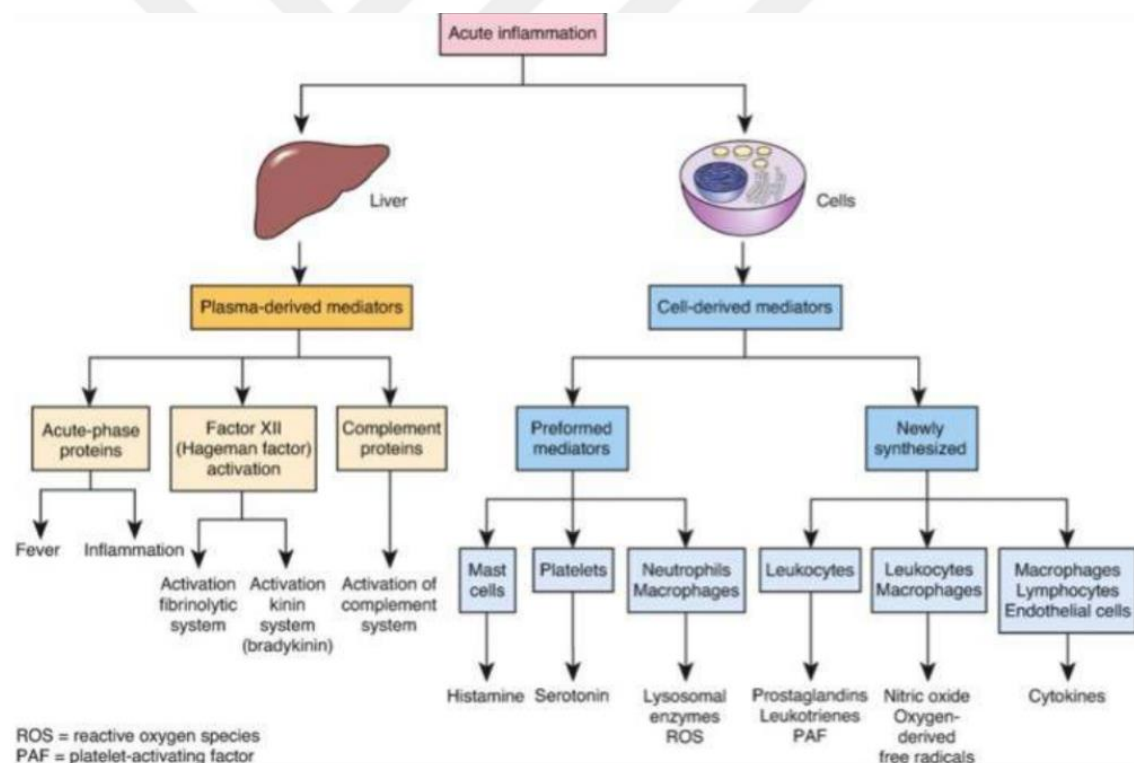 Acute inflammation
Liver
Cells
Plasma-derived mediators
Cell-derived mediators
Acute-phase
proteins
Factor XII
(Hageman factor)
activation
Complement
proteins
Preformed
mediators
Newly
synthesized
Fever
Inflammation
Activation
fibrinolytic
system
Activation
kinin
system
(bradykinin)
Activation of
complement
system
Mast
cells
Platelets
Neutrophils
Macrophages
Leukocytes
Leukocytes
Macrophages
Macrophages
Lymphocytes
Endothelial cells
Histamine
Serotonin
Lysosomal
enzymes
ROS
Prostaglandins
Leukotrienes
PAF
Nitric oxide
Oxygen-
derived
free radicals
Cytokines
ROS = reactive oxygen species
PAF = platelet-activating factor